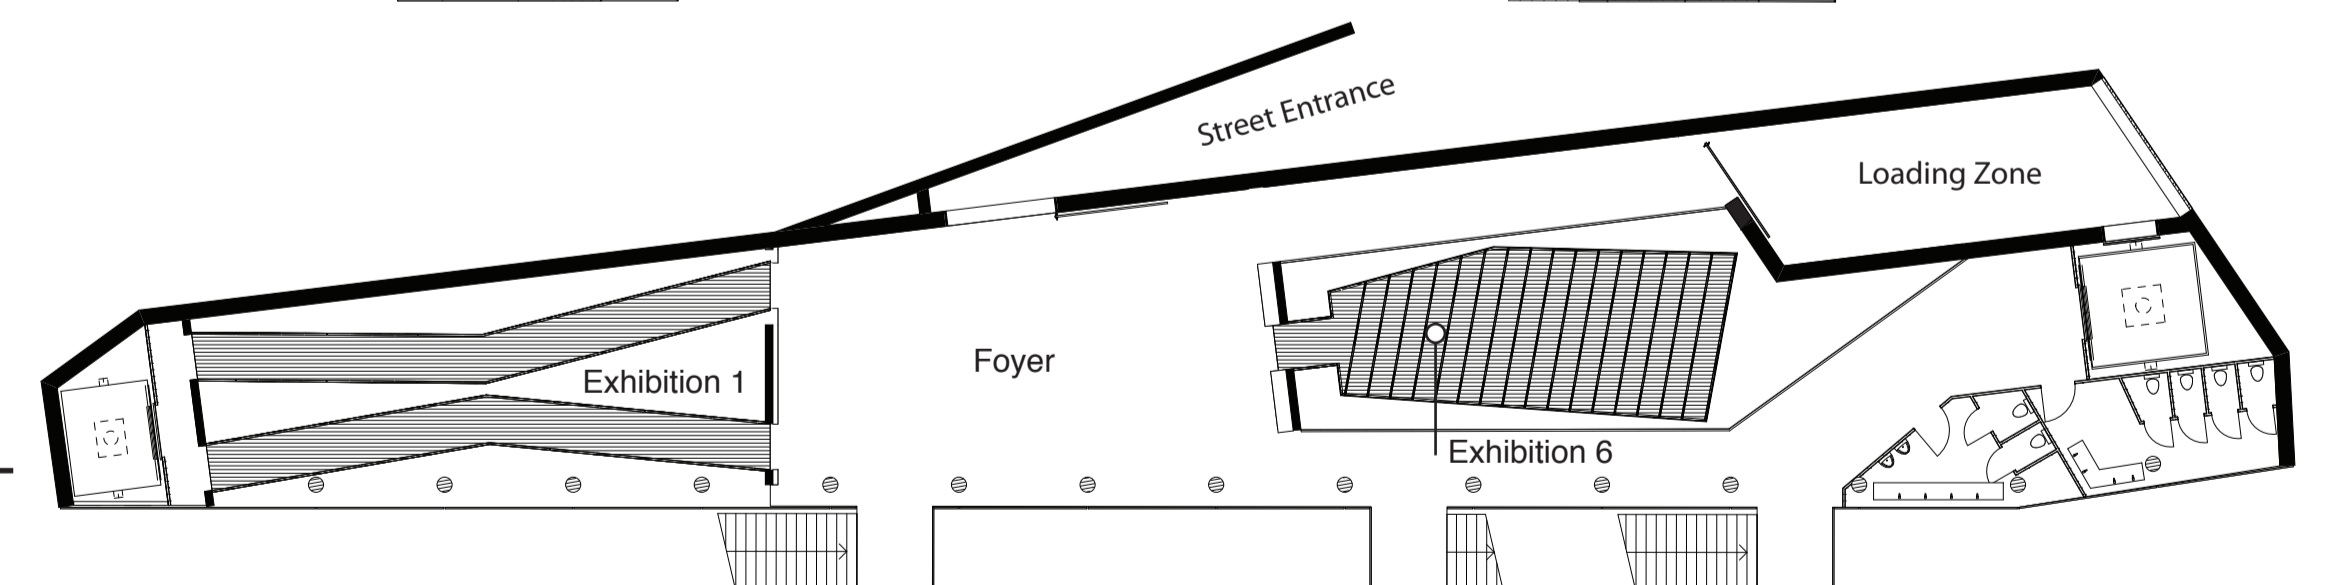 Street Entrance
Loading Zone
Foyer
Exhibition 1
Exhibition 6